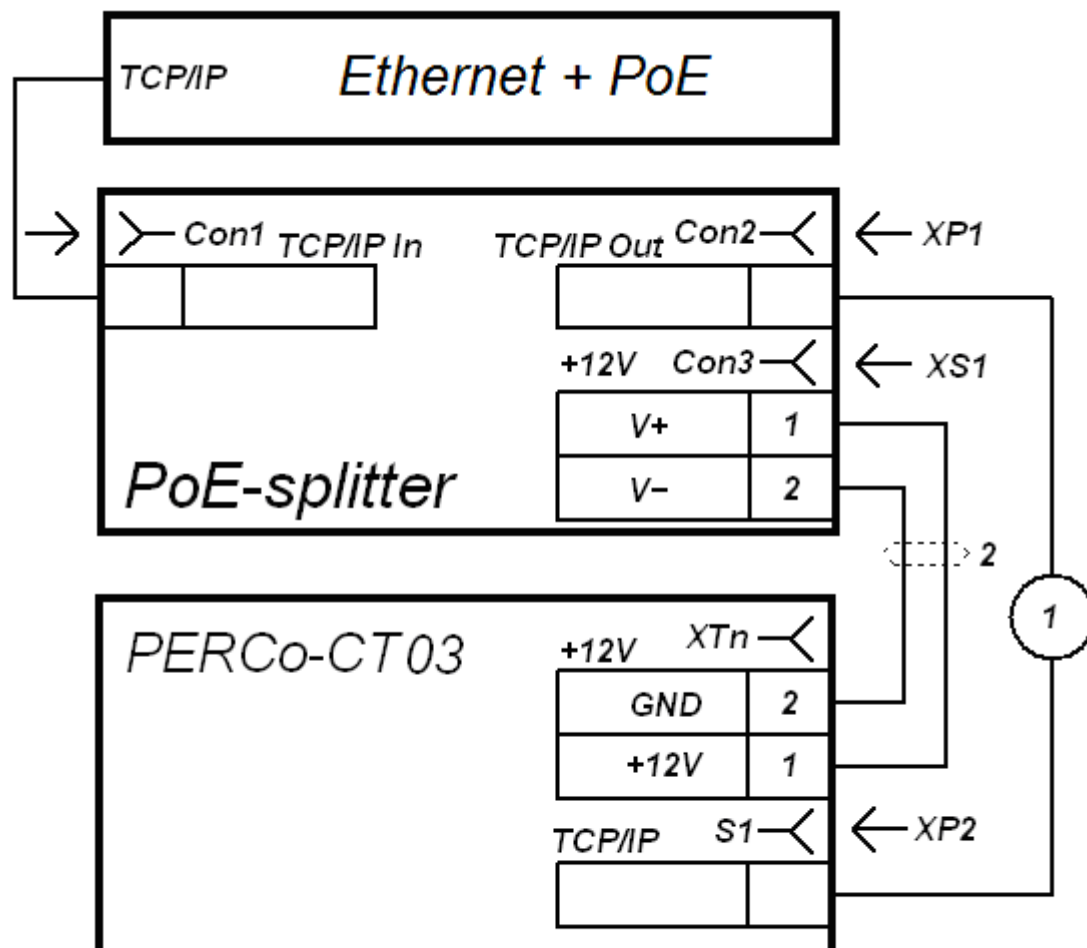 TCP/IP Ethernet + PoE
Con1 TCP/IP In TCP/IP Out Con2 XP1
+12V Con3 XS1
V+ 1
V− 2
PoE-splitter
2
1
PERCo-CT03
+12V XTn
GND 2
+12V 1
TCP/IP S1 XP2